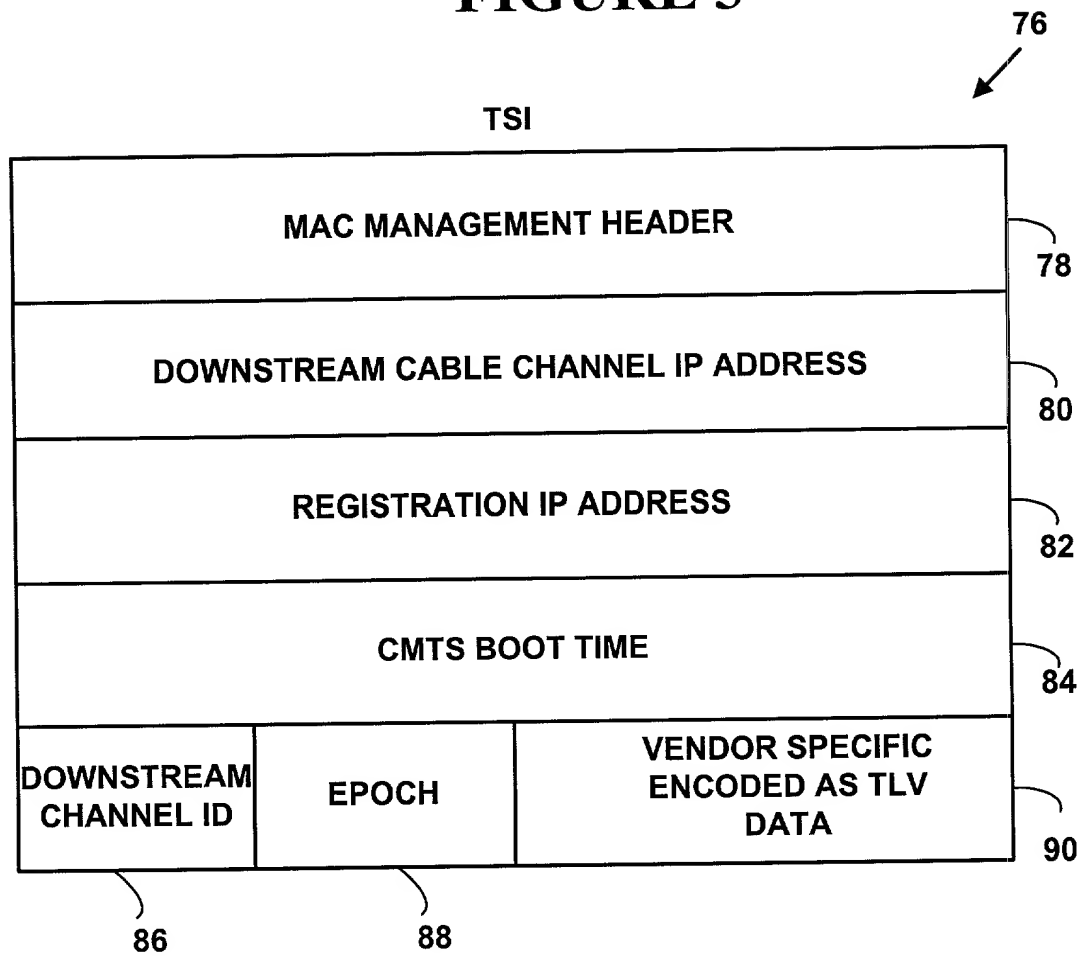 76
TSI
MAC MANAGEMENT HEADER
78
DOWNSTREAM CABLE CHANNEL IP ADDRESS
80
REGISTRATION IP ADDRESS
82
CMTS BOOT TIME
84
DOWNSTREAM
CHANNEL ID
EPOCH
VENDOR SPECIFIC
ENCODED AS TLV
DATA
90
86
88